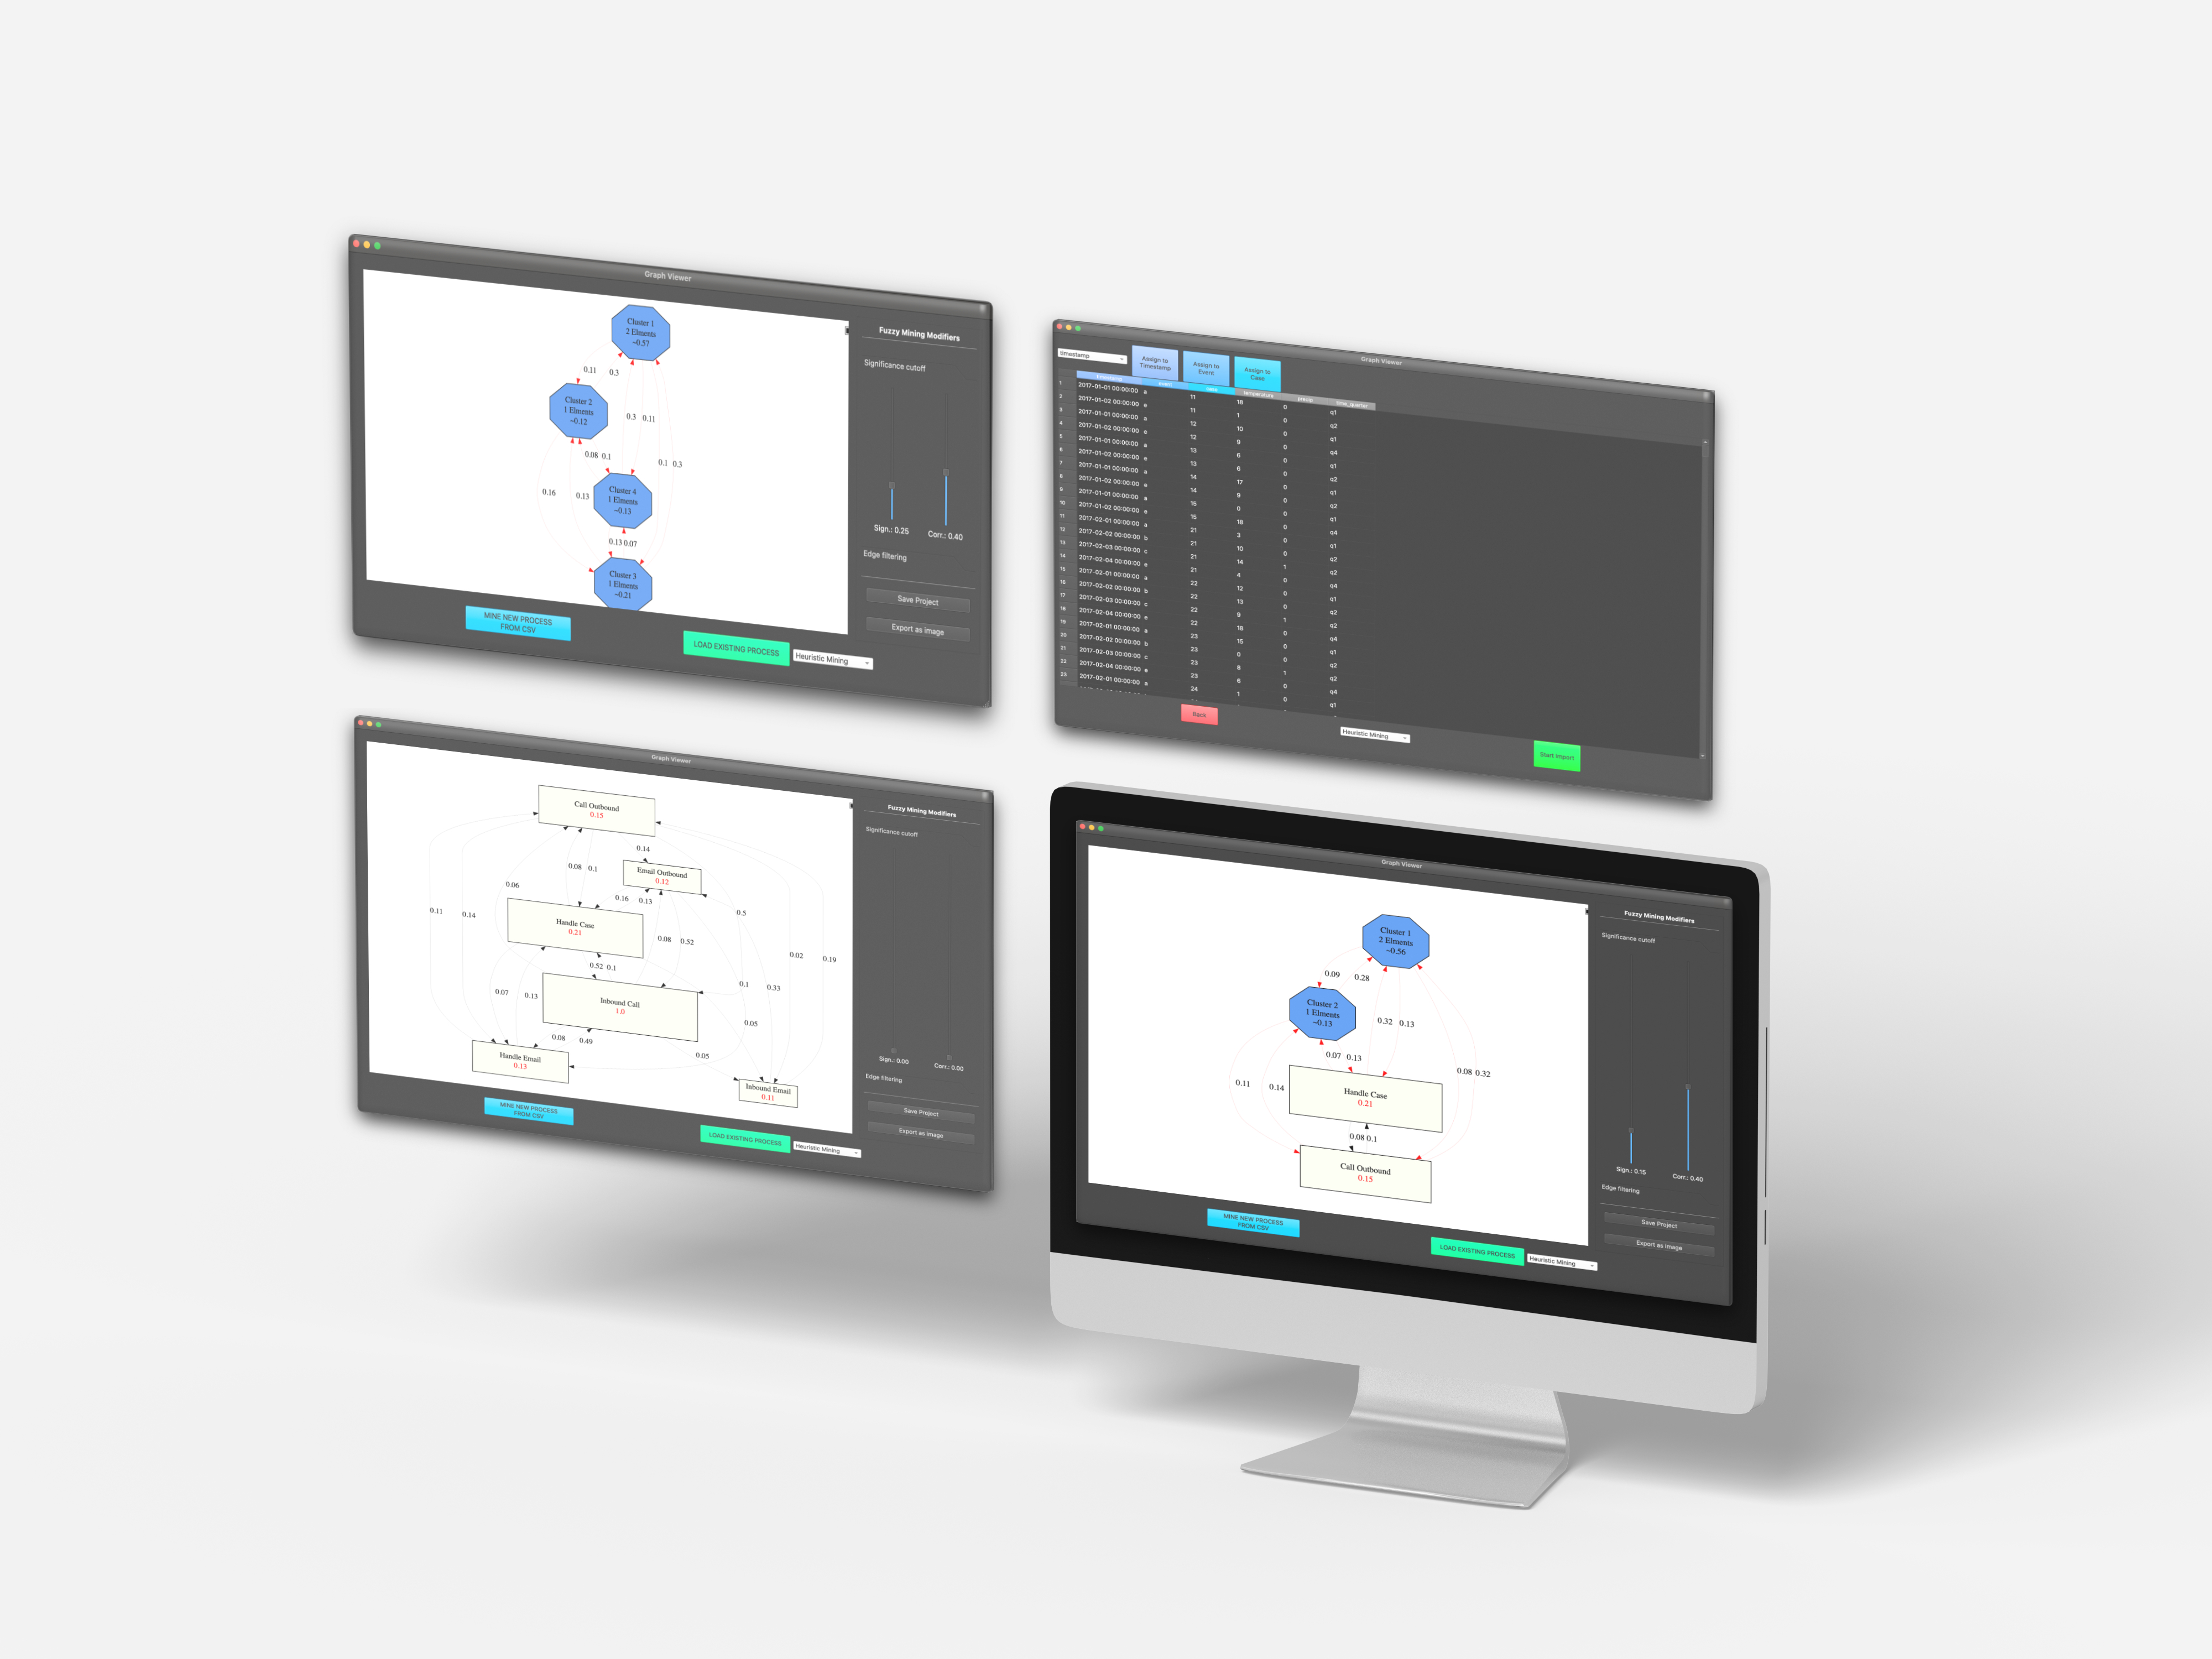 Graph Viewer
Fuzzy Mining Modifiers
Significance cutoff
Cluster 1
2 Elments
~0.57
0.11 0.3
Cluster 2
1 Elments
~0.12
0.3 0.11
0.08 0.1
0.1 0.3
0.16
0.13
Cluster 4
1 Elments
~0.13
0.13 0.07
Cluster 3
1 Elments
~0.21
Sign.: 0.25
Corr.: 0.40
Edge filtering
Save Project
Export as image
MINE NEW PROCESS
FROM CSV
LOAD EXISTING PROCESS
Heuristic Mining
Graph Viewer
timestamp
Assign to
Timestamp
Assign to
Event
Assign to
Case
timestamp event case temperature precip time_quarter
1 2017-01-01 00:00:00 a 11 18 0 q1
2 2017-01-02 00:00:00 e 11 1 0 q2
3 2017-01-01 00:00:00 a 12 10 0 q1
4 2017-01-02 00:00:00 e 12 9 0 q4
5 2017-01-01 00:00:00 a 13 6 0 q1
6 2017-01-02 00:00:00 e 13 6 0 q2
7 2017-01-01 00:00:00 a 14 17 0 q1
8 2017-01-02 00:00:00 e 14 9 0 q2
9 2017-01-01 00:00:00 a 15 0 0 q1
10 2017-01-02 00:00:00 e 15 18 0 q4
11 2017-02-01 00:00:00 a 21 3 0 q1
12 2017-02-02 00:00:00 b 21 10 0 q2
13 2017-02-03 00:00:00 c 21 14 1 q2
14 2017-02-04 00:00:00 e 21 4 0 q4
15 2017-02-01 00:00:00 a 22 12 0 q1
16 2017-02-02 00:00:00 b 22 13 0 q2
17 2017-02-03 00:00:00 c 22 9 1 q2
18 2017-02-04 00:00:00 e 22 18 0 q4
19 2017-02-01 00:00:00 a 23 15 0 q1
20 2017-02-02 00:00:00 b 23 0 0 q2
21 2017-02-03 00:00:00 c 23 8 1 q2
22 2017-02-04 00:00:00 e 23 6 0 q4
23 2017-02-01 00:00:00 a 24 1 0 q1
Back
Heuristic Mining
Start Import
Graph Viewer
Fuzzy Mining Modifiers
Significance cutoff
Call Outbound
0.15
0.14
0.08 0.1
Email Outbound
0.12
0.06
0.16 0.13
0.11
0.14
0.5
Handle Case
0.21
0.08 0.52
0.02
0.19
0.52 0.1
0.1
0.33
0.07
0.13
Inbound Call
1.0
0.05
0.08 0.49
0.05
Handle Email
0.13
Inbound Email
0.11
Sign.: 0.00
Corr.: 0.00
Edge filtering
Save Project
Export as image
MINE NEW PROCESS
FROM CSV
LOAD EXISTING PROCESS
Heuristic Mining
Graph Viewer
Fuzzy Mining Modifiers
Significance cutoff
Cluster 1
2 Elments
~0.56
0.09 0.28
Cluster 2
1 Elments
~0.13
0.32 0.13
0.07 0.13
0.08 0.32
0.11
0.14
Handle Case
0.21
0.08 0.1
Call Outbound
0.15
Sign.: 0.15
Corr.: 0.40
Edge filtering
Save Project
Export as image
MINE NEW PROCESS
FROM CSV
LOAD EXISTING PROCESS
Heuristic Mining